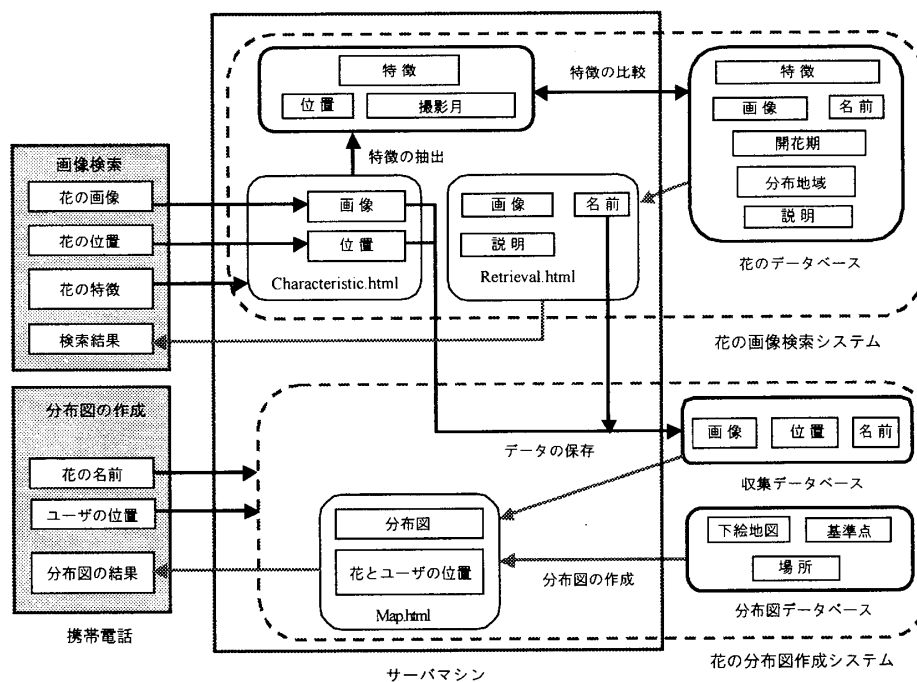 特徴
位置
撮影月
特徴の比較
特徴
画像
名前
開花期
分布地域
説明
花のデータベース
特徴の抽出
画像検索
花の画像
花の位置
花の特徴
検索結果
画像
位置
Characteristic.html
画像
名前
説明
Retrieval.html
花の画像検索システム
分布図の作成
花の名前
ユーザの位置
分布図の結果
携帯電話
データの保存
画像
位置
名前
収集データベース
分布図
花とユーザの位置
Map.html
分布図の作成
下絵地図
基準点
場所
分布図データベース
花の分布図作成システム
サーバマシン